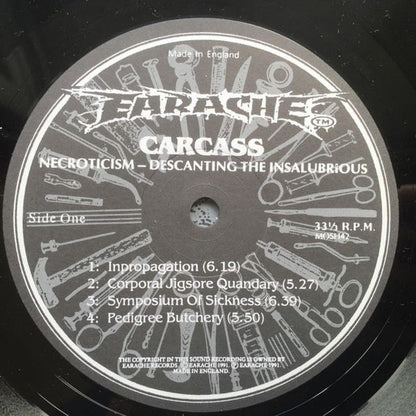 Made in England
EARACHE TM
CARCASS
NECROTICISM – DESCANTING THE INSALUBRiOUS
Side One
33⅓ R.P.M.
MOSH42
1: Inpropagation (6.19)
2: Corporal Jigsore Quandary (5.27)
3: Symposium Of Sickness (6.39)
4: Pedigree Butchery (5.50)
THE COPYRIGHT IN THIS SOUND RECORDING IS OWNED BY
EARACHE RECORDS. © EARACHE 1991. ℗ EARACHE 1991
MADE IN ENGLAND.